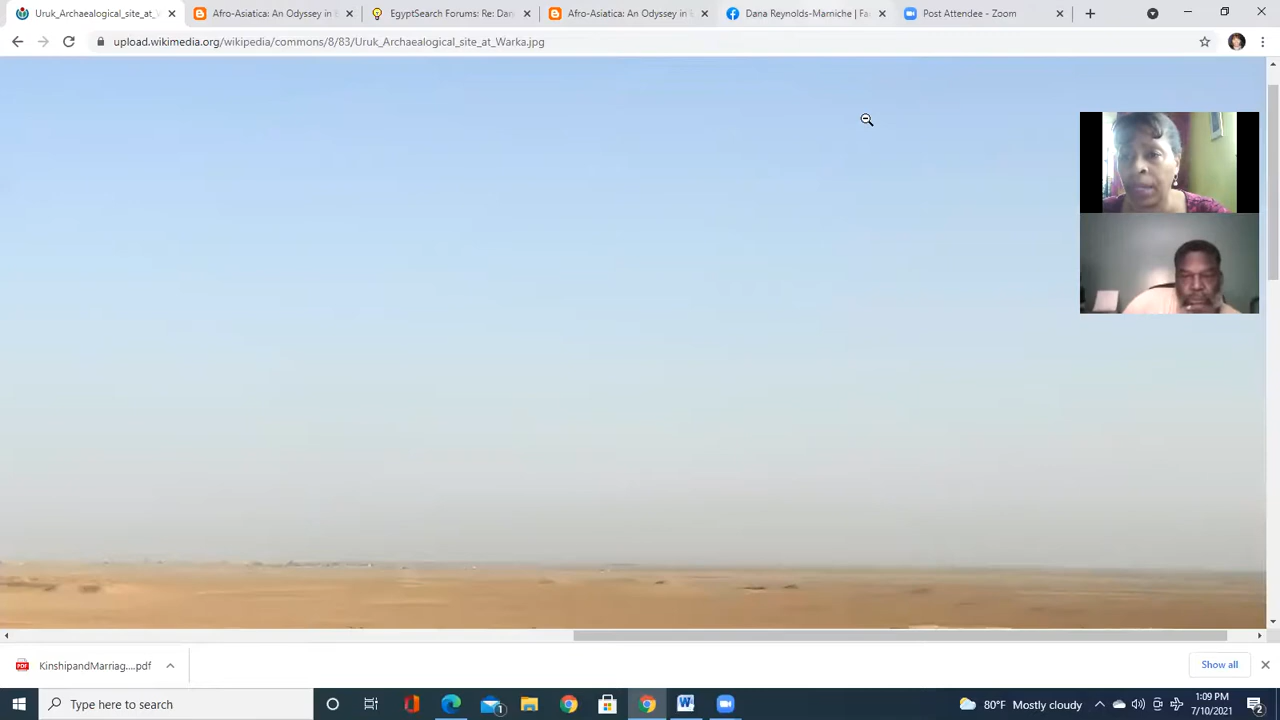 Uruk_Archaealogical_site_at_W
Afro-Asiatica: An Odyssey in B
EgyptSearch Forums: Re: Dan
Afro-Asiatica: An Odyssey in
Dana Reynolds-Marniche | Fa
Post Attendee - Zoom
upload.wikimedia.org/wikipedia/commons/8/83/Uruk_Archaealogical_site_at_Warka.jpg
KinshipandMarriag....pdf
Show all
Type here to search
80°F Mostly cloudy
1:09 PM
7/10/2021